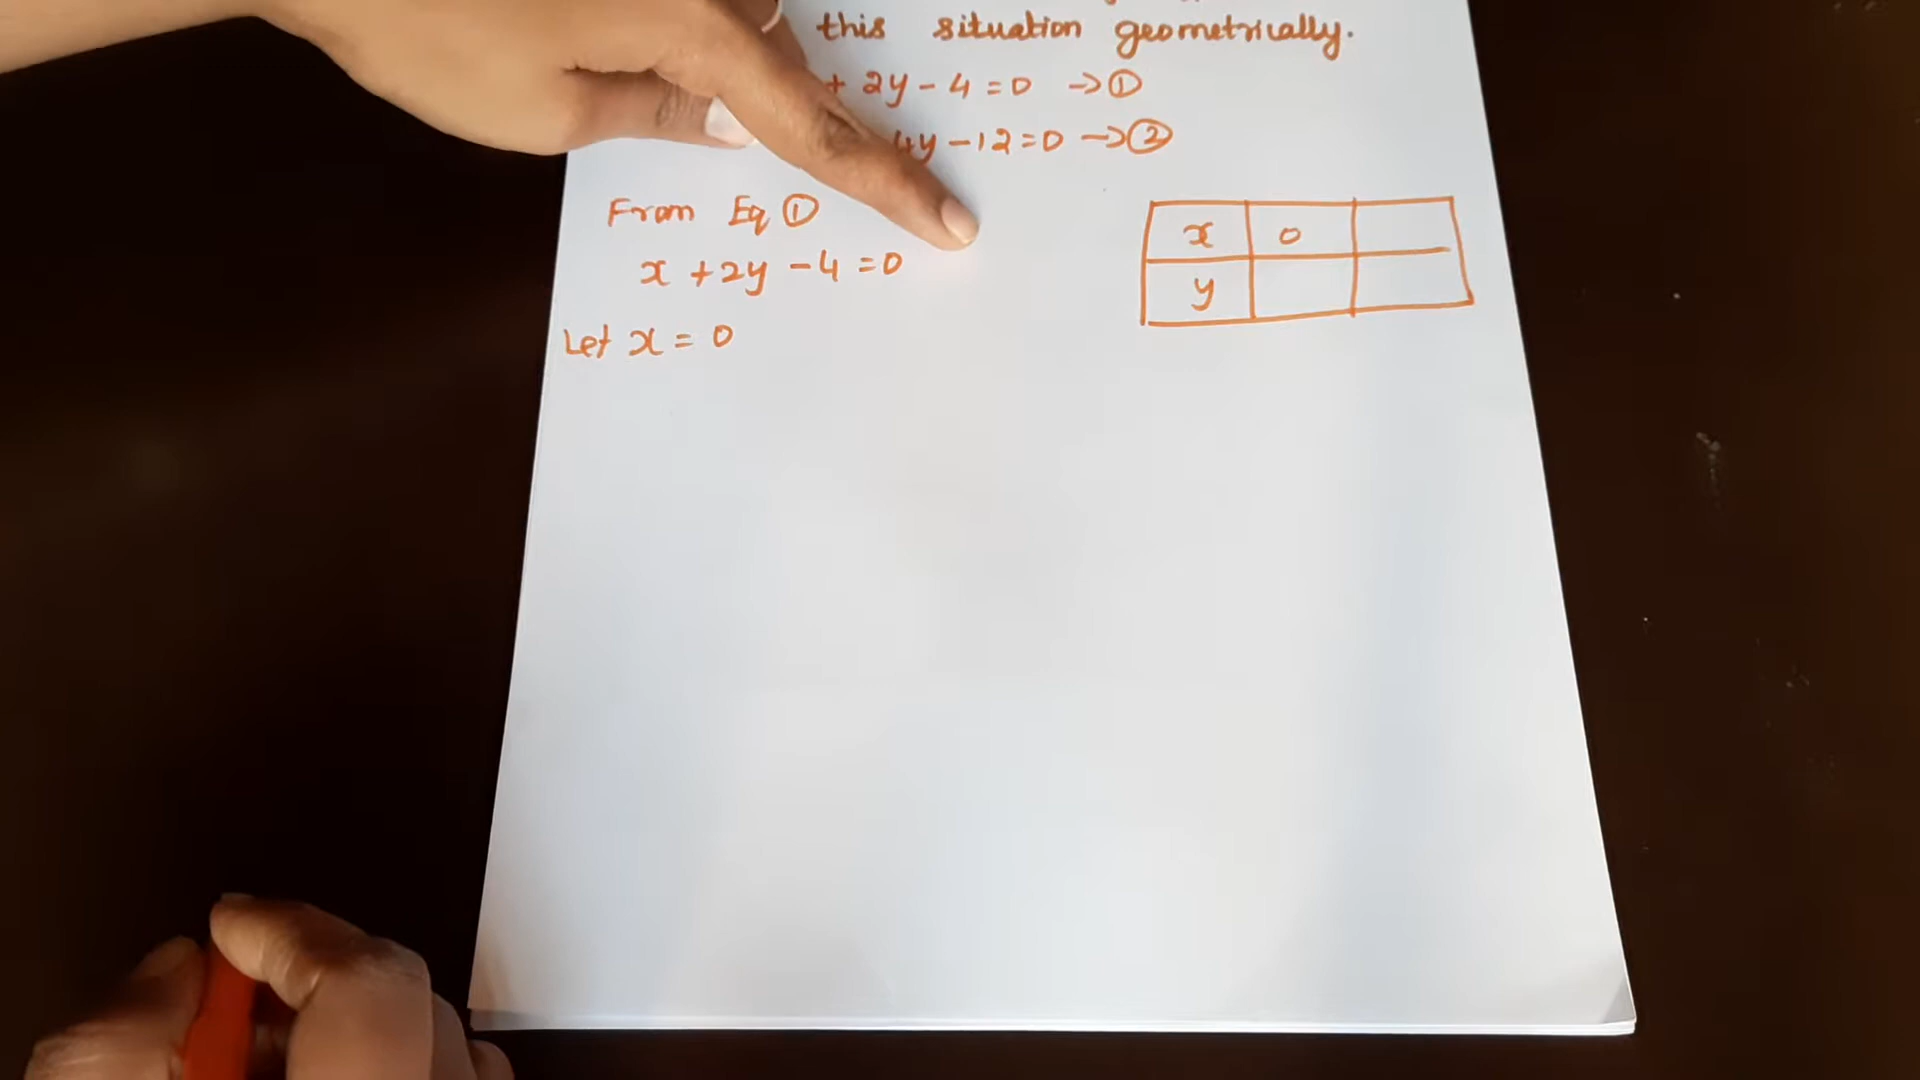 this situation geometrically.
+ 2y - 4 = 0 → ①
4y - 12 = 0 → ②
From Eq ①
x + 2y - 4 = 0
x 0
y
Let x = 0